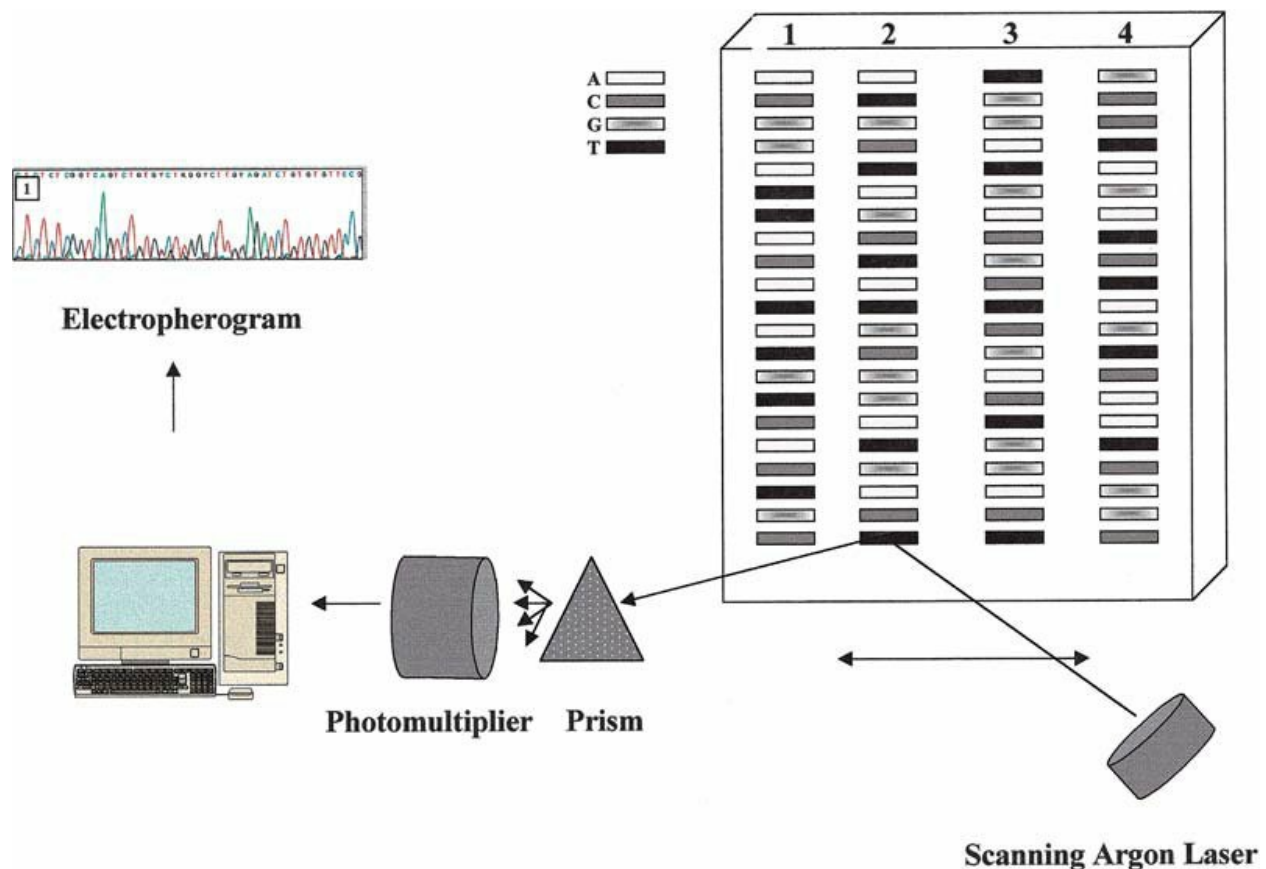 1 2 3 4
A
C
G
T
1
Electropherogram
Photomultiplier Prism
Scanning Argon Laser